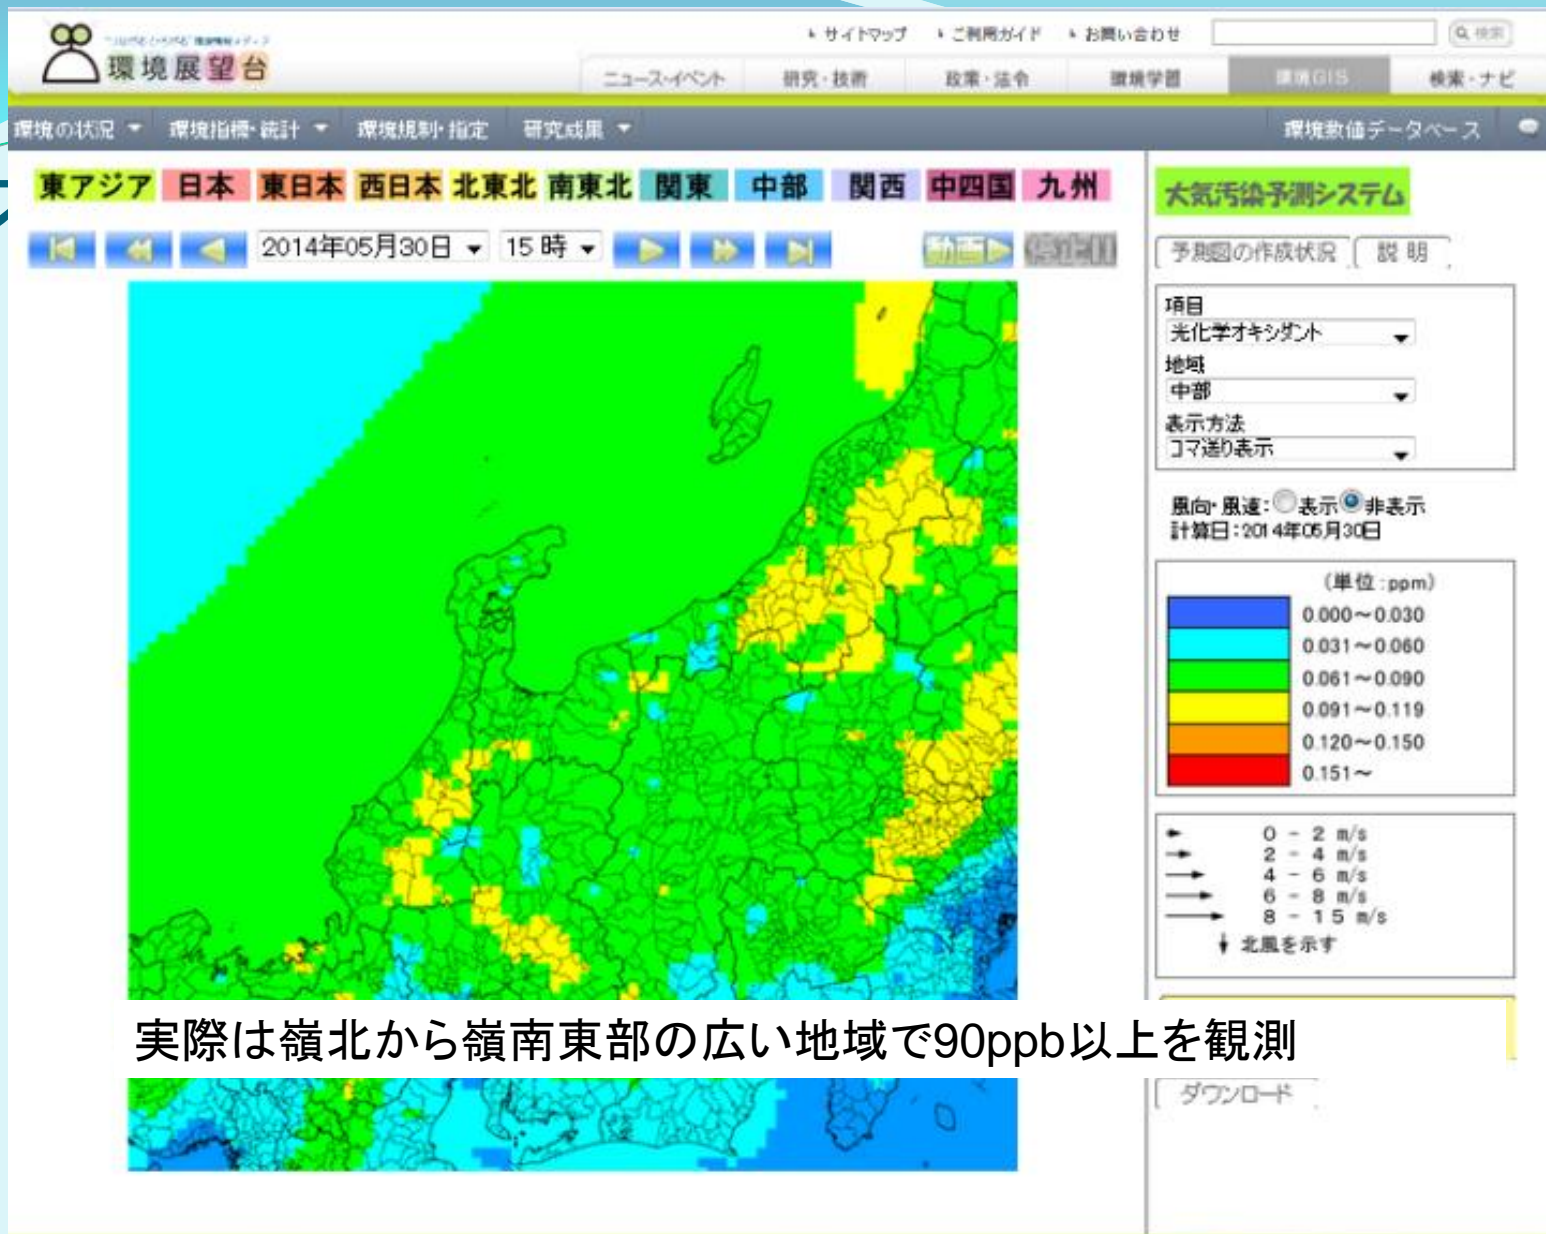 サイトマップ ご利用ガイド お問い合わせ 検索
環境展望台
ニュース・イベント 研究・技術 政策・法令 環境学習 環境GIS 検索・ナビ
環境の状況 環境指標・統計 環境規制・指定 研究成果 環境数値データベース
東アジア 日本 東日本 西日本 北東北 南東北 関東 中部 関西 中四国 九州
2014年05月30日 15時 動画 停止
大気汚染予測システム
予測図の作成状況 説明
項目
光化学オキシダント
地域
中部
表示方法
コマ送り表示
風向・風速: 表示 非表示
計算日:2014年05月30日
(単位:ppm)
0.000~0.030
0.031~0.060
0.061~0.090
0.091~0.119
0.120~0.150
0.151~
0 - 2 m/s
2 - 4 m/s
4 - 6 m/s
6 - 8 m/s
8 - 15 m/s
北風を示す
実際は嶺北から嶺南東部の広い地域で90ppb以上を観測
ダウンロード